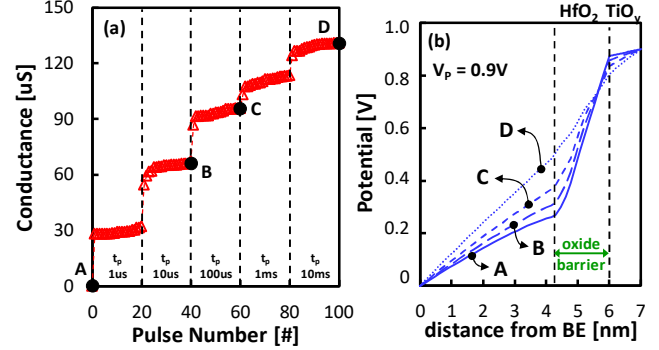 (a)
D
150
120
90
60
30
0
Conductance [uS]
C
B
A
tp
1us
tp
10us
tp
100us
tp
1ms
tp
10ms
0 20 40 60 80 100
Pulse Number [#]
HfO2 TiOy
(b)
VP = 0.9V
1.0
0.8
0.6
0.4
0.2
0
Potential [V]
D
C
B
A
oxide
barrier
0 1 2 3 4 5 6 7
distance from BE [nm]